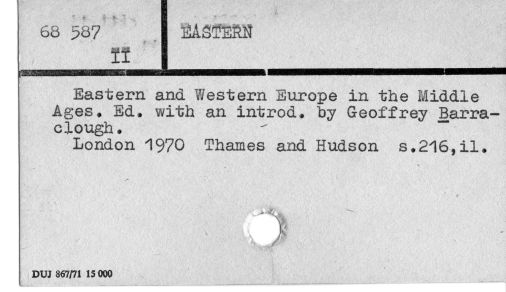 68 587
II
EASTERN
Eastern and Western Europe in the Middle
Ages. Ed. with an introd. by Geoffrey Barra-
clough.
London 1970 Thames and Hudson s.216,il.
DUJ 867/71 15 000